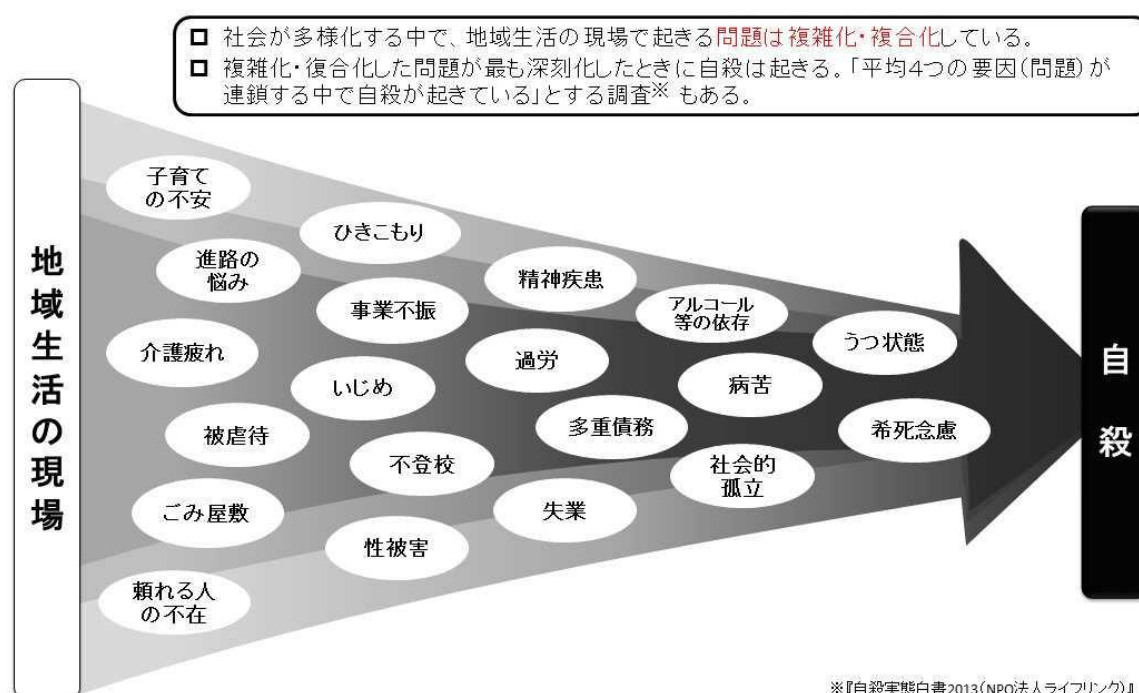 □ 社会が多様化する中で、地域生活の現場で起きる問題は複雑化・複合化している。
□ 複雑化・復合化した問題が最も深刻化したときに自殺は起きる。「平均4つの要因(問題)が
連鎖する中で自殺が起きている」とする調査※ もある。
地域生活の現場
子育て
の不安
進路の
悩み
介護疲れ
被虐待
ごみ屋敷
頼れる人
の不在
ひきこもり
事業不振
いじめ
不登校
性被害
精神疾患
過労
多重債務
失業
アルコール
等の依存
病苦
社会的
孤立
うつ状態
希死念慮
自殺
※『自殺実態白書2013(NPO法人ライフリンク)』